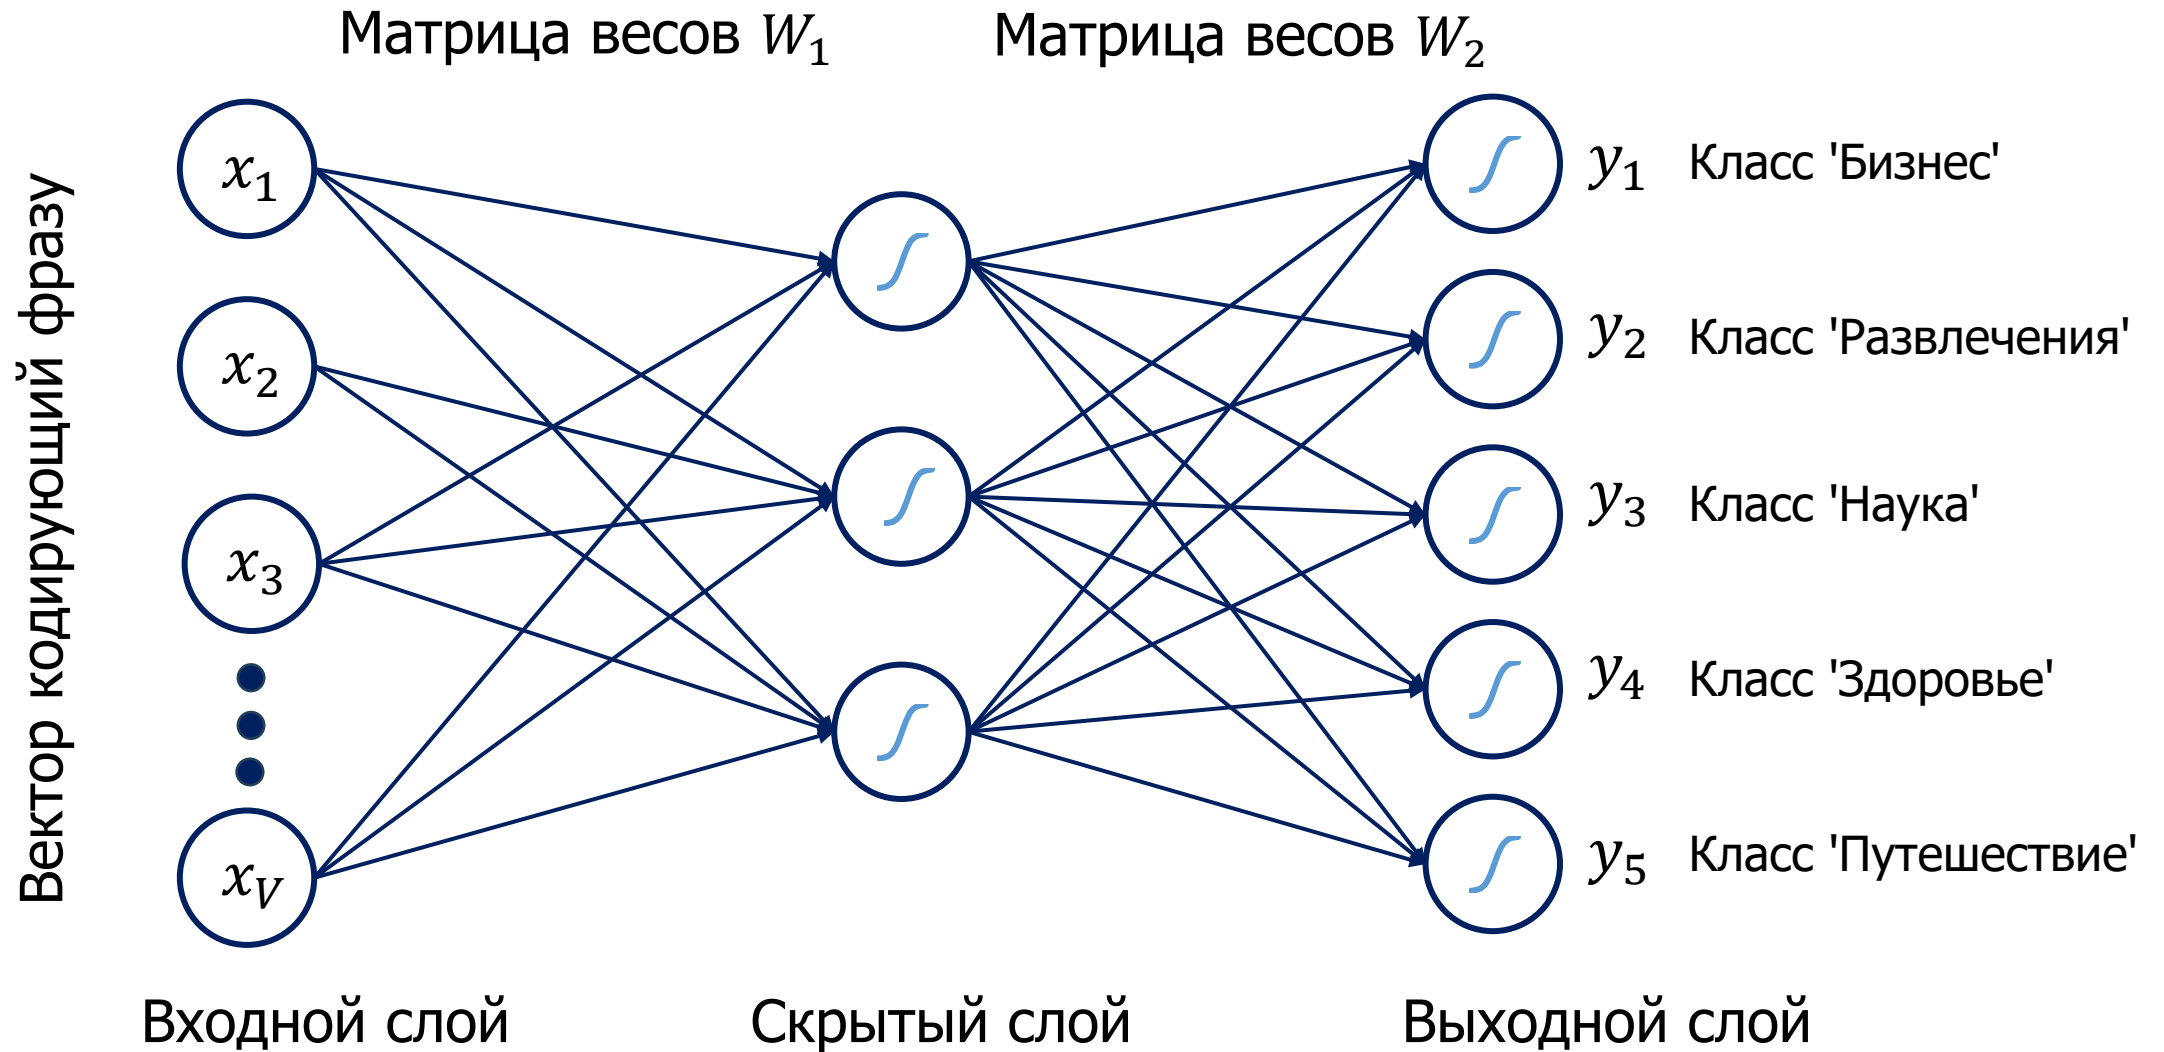 Матрица весов W₁
Матрица весов W₂
Вектор кодирующий фразу
x₁
x₂
x₃
x_V
y₁ Класс 'Бизнес'
y₂ Класс 'Развлечения'
y₃ Класс 'Наука'
y₄ Класс 'Здоровье'
y₅ Класс 'Путешествие'
Входной слой
Скрытый слой
Выходной слой